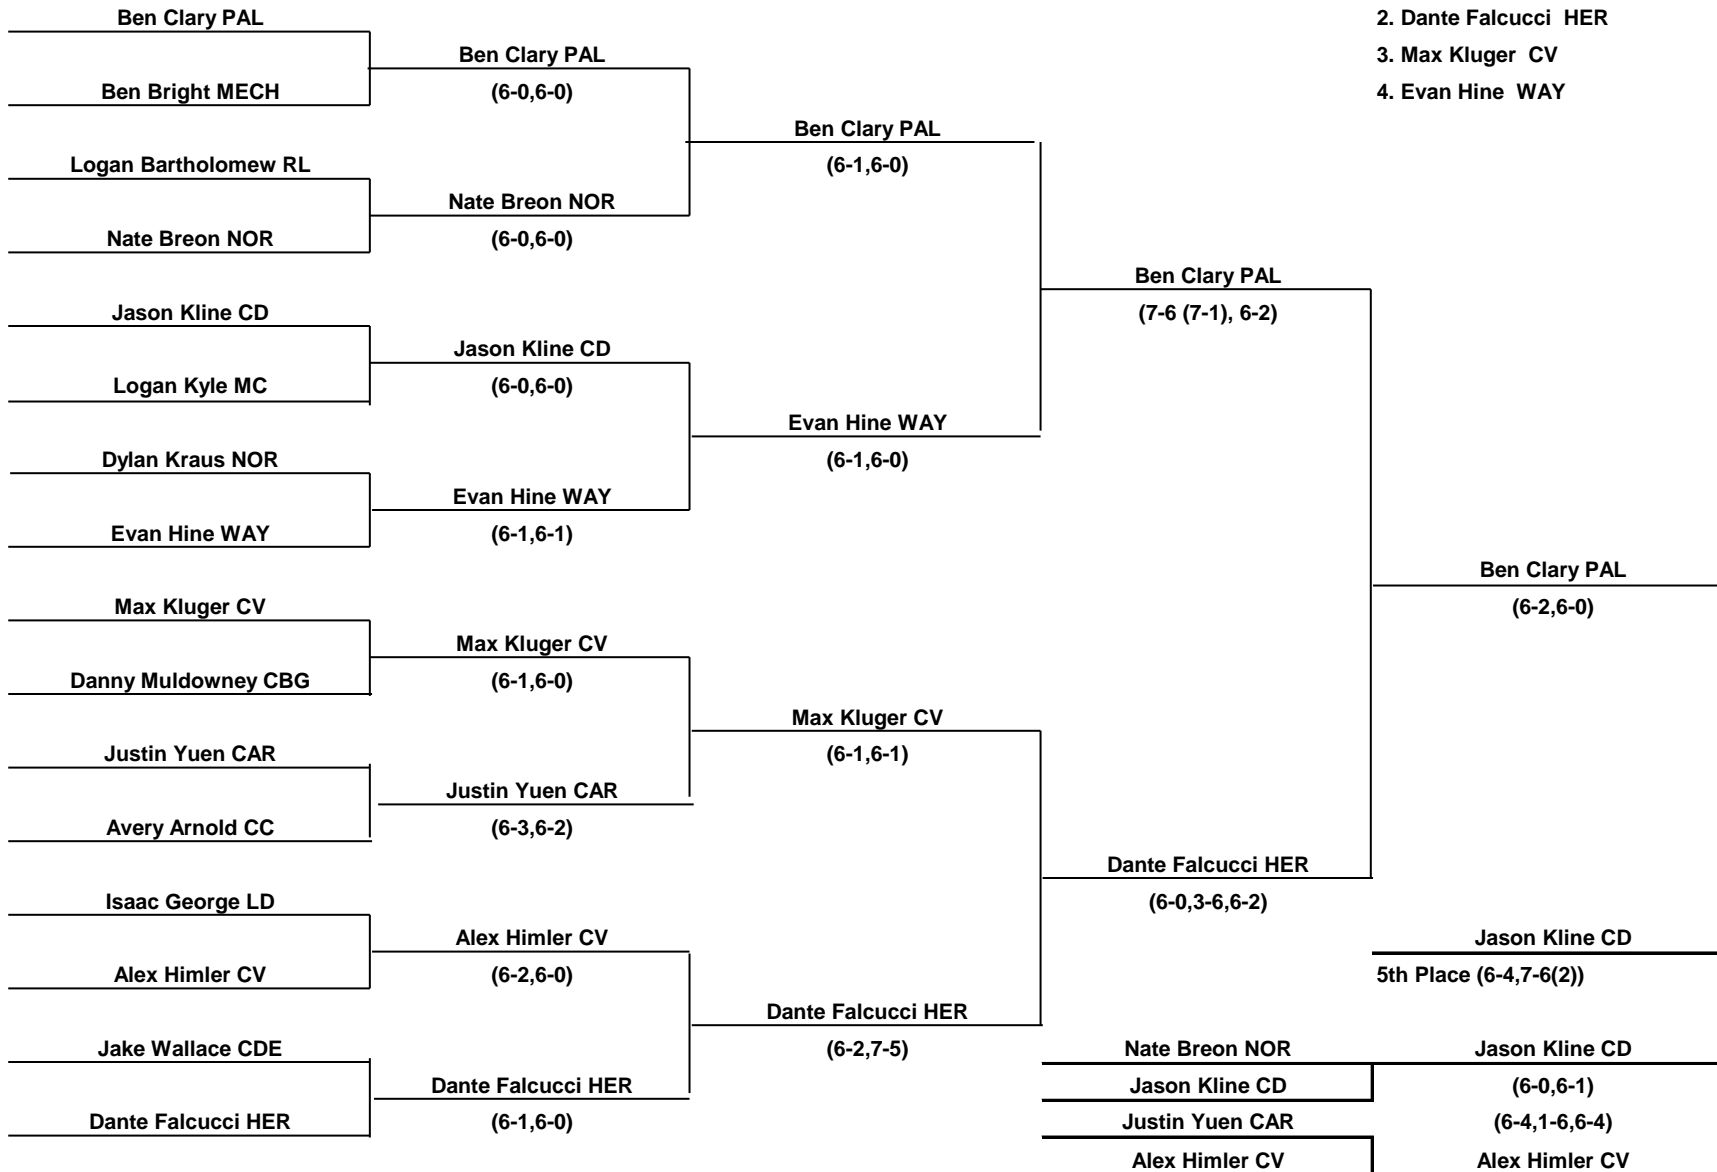 Ben Clary PAL
2. Dante Falcucci HER
Ben Clary PAL
3. Max Kluger CV
Ben Bright MECH
(6-0,6-0)
4. Evan Hine WAY
Ben Clary PAL
Logan Bartholomew RL
(6-1,6-0)
Nate Breon NOR
Nate Breon NOR
(6-0,6-0)
Ben Clary PAL
Jason Kline CD
(7-6 (7-1), 6-2)
Jason Kline CD
Logan Kyle MC
(6-0,6-0)
Evan Hine WAY
Dylan Kraus NOR
(6-1,6-0)
Evan Hine WAY
Evan Hine WAY
(6-1,6-1)
Ben Clary PAL
Max Kluger CV
(6-2,6-0)
Max Kluger CV
Danny Muldowney CBG
(6-1,6-0)
Max Kluger CV
Justin Yuen CAR
(6-1,6-1)
Justin Yuen CAR
Avery Arnold CC
(6-3,6-2)
Dante Falcucci HER
Isaac George LD
(6-0,3-6,6-2)
Alex Himler CV
Jason Kline CD
Alex Himler CV
(6-2,6-0)
5th Place (6-4,7-6(2))
Dante Falcucci HER
Jake Wallace CDE
(6-2,7-5)
Nate Breon NOR
Jason Kline CD
Dante Falcucci HER
Jason Kline CD
(6-0,6-1)
Dante Falcucci HER
(6-1,6-0)
Justin Yuen CAR
(6-4,1-6,6-4)
Alex Himler CV
Alex Himler CV